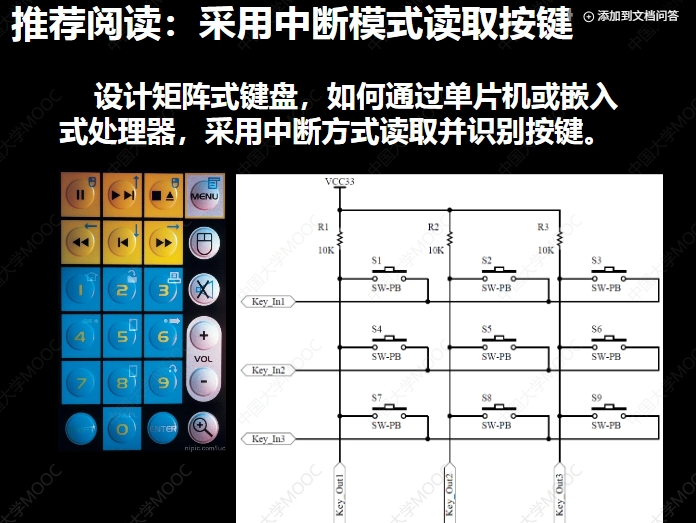 推荐阅读：采用中断模式读取按键
添加到文档问答
设计矩阵式键盘，如何通过单片机或嵌入
式处理器，采用中断方式读取并识别按键。
MENU
1 2 3
4 5 6
+
VOL
-
7 8 9
0 ENTER
nipic.com/luc
VCC33
R1 R2 R3
10K 10K 10K
S1 S2 S3
SW-PB SW-PB SW-PB
Key_In1
S4 S5 S6
SW-PB SW-PB SW-PB
Key_In2
S7 S8 S9
SW-PB SW-PB SW-PB
Key_In3
Key_Out1 Key_Out2 Key_Out3
中国大学MOOC